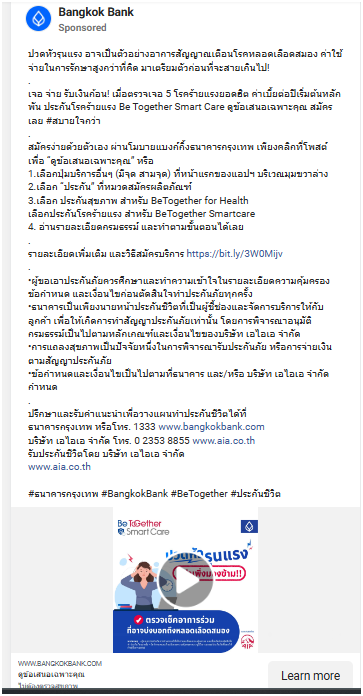 Bangkok Bank
Sponsored
ปวดหัวรุนแรง อาจเป็นตัวอย่างอาการสัญญาณเตือนโรคหลอดเลือดสมอง ค่าใช้
จ่ายในการรักษาสูงกว่าที่คิด มาเตรียมตัวก่อนที่จะสายเกินไป!
.
เจอ จ่าย รับเงินก้อน! เมื่อตรวจเจอ 5 โรคร้ายแรงยอดฮิต ค่าเบี้ยต่อปีเริ่มต้นหลัก
พัน ประกันโรคร้ายแรง Be Together Smart Care ดูข้อเสนอเฉพาะคุณ สมัคร
เลย #สบายใจกว่า
.
สมัครง่ายด้วยตัวเอง ผ่านโมบายแบงก์กิ้งธนาคารกรุงเทพ เพียงคลิกที่โพสต์
เพื่อ “ดูข้อเสนอเฉพาะคุณ” หรือ
1.เลือกปุ่มบริการอื่นๆ (มีจุด สามจุด) ที่หน้าแรกของแอปฯ บริเวณมุมขวาล่าง
2.เลือก “ประกัน” ที่หมวดสมัครผลิตภัณฑ์
3.เลือก ประกันสุขภาพ สำหรับ BeTogether for Health
เลือกประกันโรคร้ายแรง สำหรับ BeTogether Smartcare
4. อ่านรายละเอียดกรมธรรม์ และทำตามขั้นตอนได้เลย
.
รายละเอียดเพิ่มเติม และวิธีสมัครบริการ https://bit.ly/3W0Mijv
.
•ผู้ขอเอาประกันภัยควรศึกษาและทำความเข้าใจในรายละเอียดความคุ้มครอง
ข้อกำหนด และเงื่อนไขก่อนตัดสินใจทำประกันภัยทุกครั้ง
•ธนาคารเป็นเพียงนายหน้าประกันชีวิตที่เป็นผู้ชี้ช่องและจัดการบริการให้กับ
ลูกค้า เพื่อให้เกิดการทำสัญญาประกันภัยเท่านั้น โดยการพิจารณาอนุมัติ
กรมธรรม์เป็นไปตามหลักเกณฑ์และเงื่อนไขของบริษัท เอไอเอ จำกัด
•การแถลงสุขภาพเป็นปัจจัยหนึ่งในการพิจารณารับประกันภัย หรือการจ่ายเงิน
ตามสัญญาประกันภัย
•ข้อกำหนดและเงื่อนไขเป็นไปตามที่ธนาคาร และ/หรือ บริษัท เอไอเอ จำกัด
กำหนด
.
ปรึกษาและรับคำแนะนำเพื่อวางแผนทำประกันชีวิตได้ที่
ธนาคารกรุงเทพ หรือโทร. 1333 www.bangkokbank.com
บริษัท เอไอเอ จำกัด โทร. 0 2353 8855 www.aia.co.th
รับประกันชีวิตโดย บริษัท เอไอเอ จำกัด
www.aia.co.th
.
#ธนาคารกรุงเทพ #BangkokBank #BeTogether #ประกันชีวิต
Be ToGether
Smart Care
ปวดหัวรุนแรง
ตรวจเช็คอาการร่วม
ที่อาจบ่งบอกถึงหลอดเลือดสมอง
WWW.BANGKOKBANK.COM
ดูข้อเสนอเฉพาะคุณ
ไม่ต้องตรวจสุขภาพ
Learn more